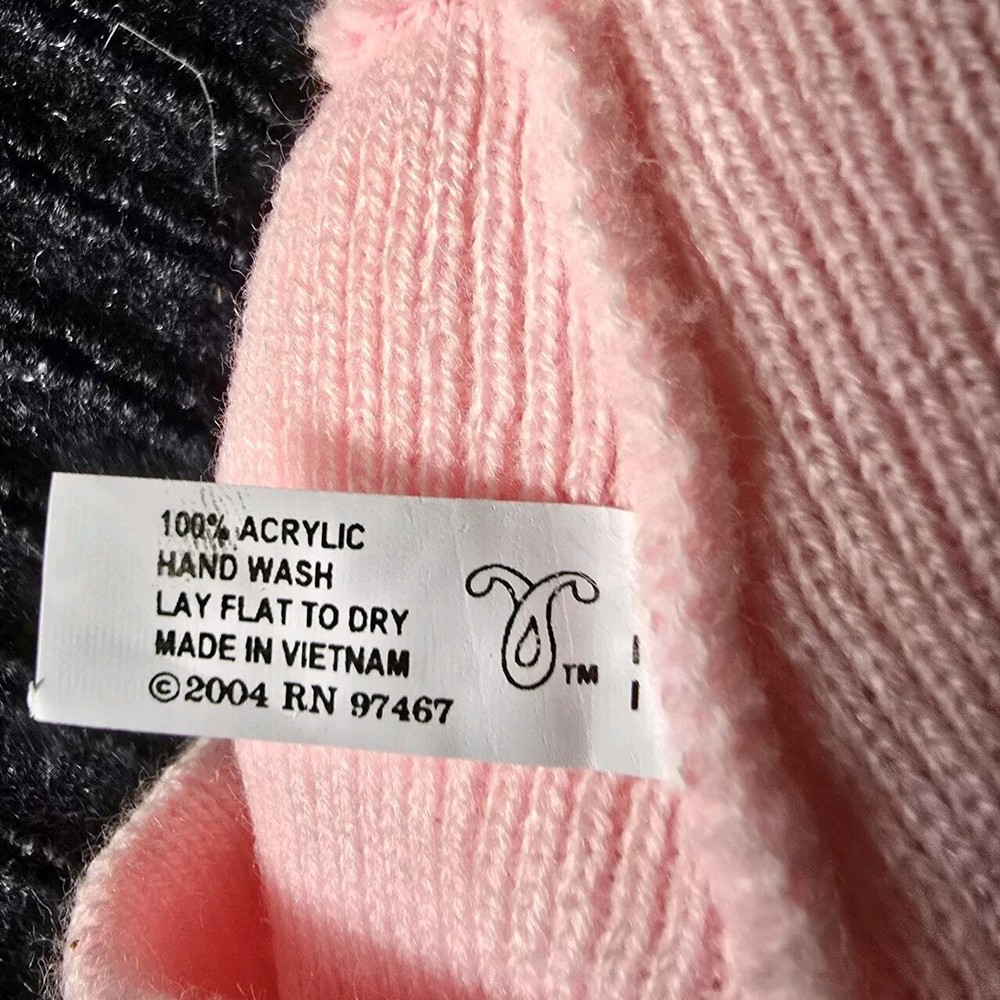 100% ACRYLIC
HAND WASH
LAY FLAT TO DRY
MADE IN VIETNAM
©2004 RN 97467
TM